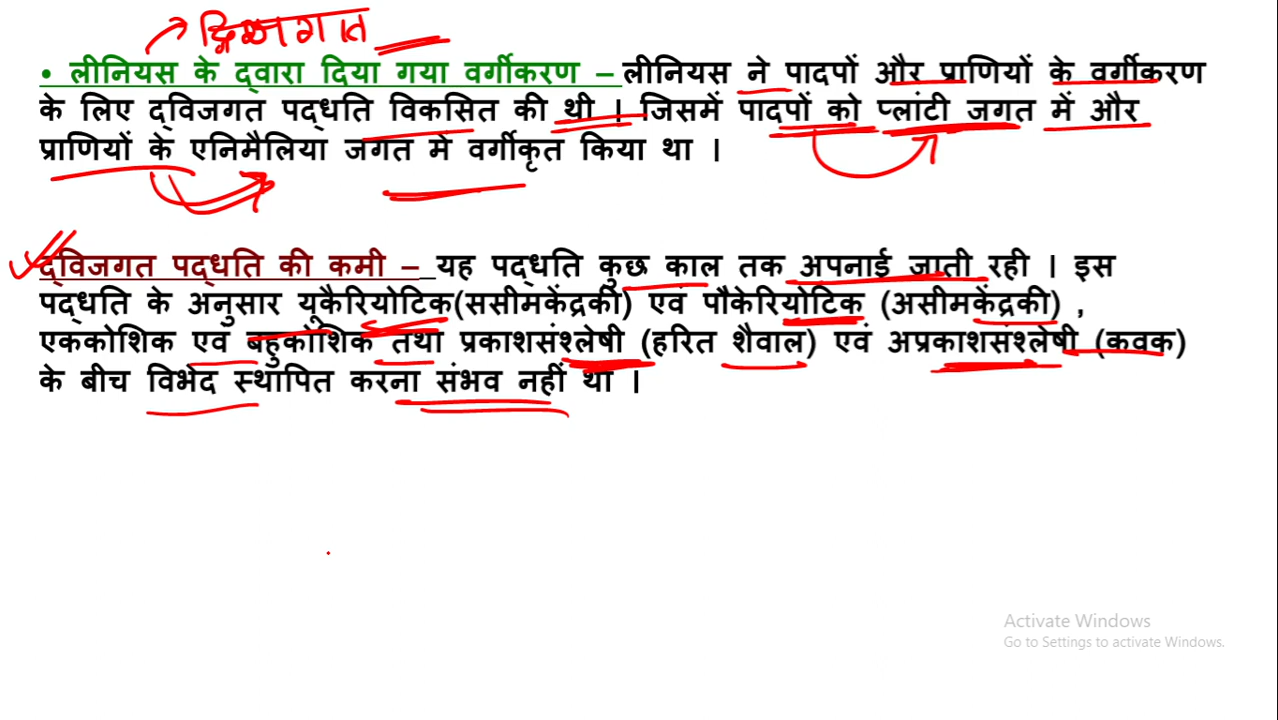 द्विजगत
• लीनियस के द्वारा दिया गया वर्गीकरण – लीनियस ने पादपों और प्राणियों के वर्गीकरण
के लिए द्विजगत पद्धति विकसित की थी । जिसमें पादपों को प्लांटी जगत में और
प्राणियों के एनिमैलिया जगत में वर्गीकृत किया था ।
द्विजगत पद्धति की कमी – यह पद्धति कुछ काल तक अपनाई जाती रही । इस
पद्धति के अनुसार यूकैरियोटिक(ससीमकेंद्रकी) एवं पौकेरियोटिक (असीमकेंद्रकी) ,
एककोशिक एवं बहुकोशिक तथा प्रकाशसंश्लेषी (हरित शैवाल) एवं अप्रकाशसंश्लेषी (कवक)
के बीच विभेद स्थापित करना संभव नहीं था ।
Activate Windows
Go to Settings to activate Windows.